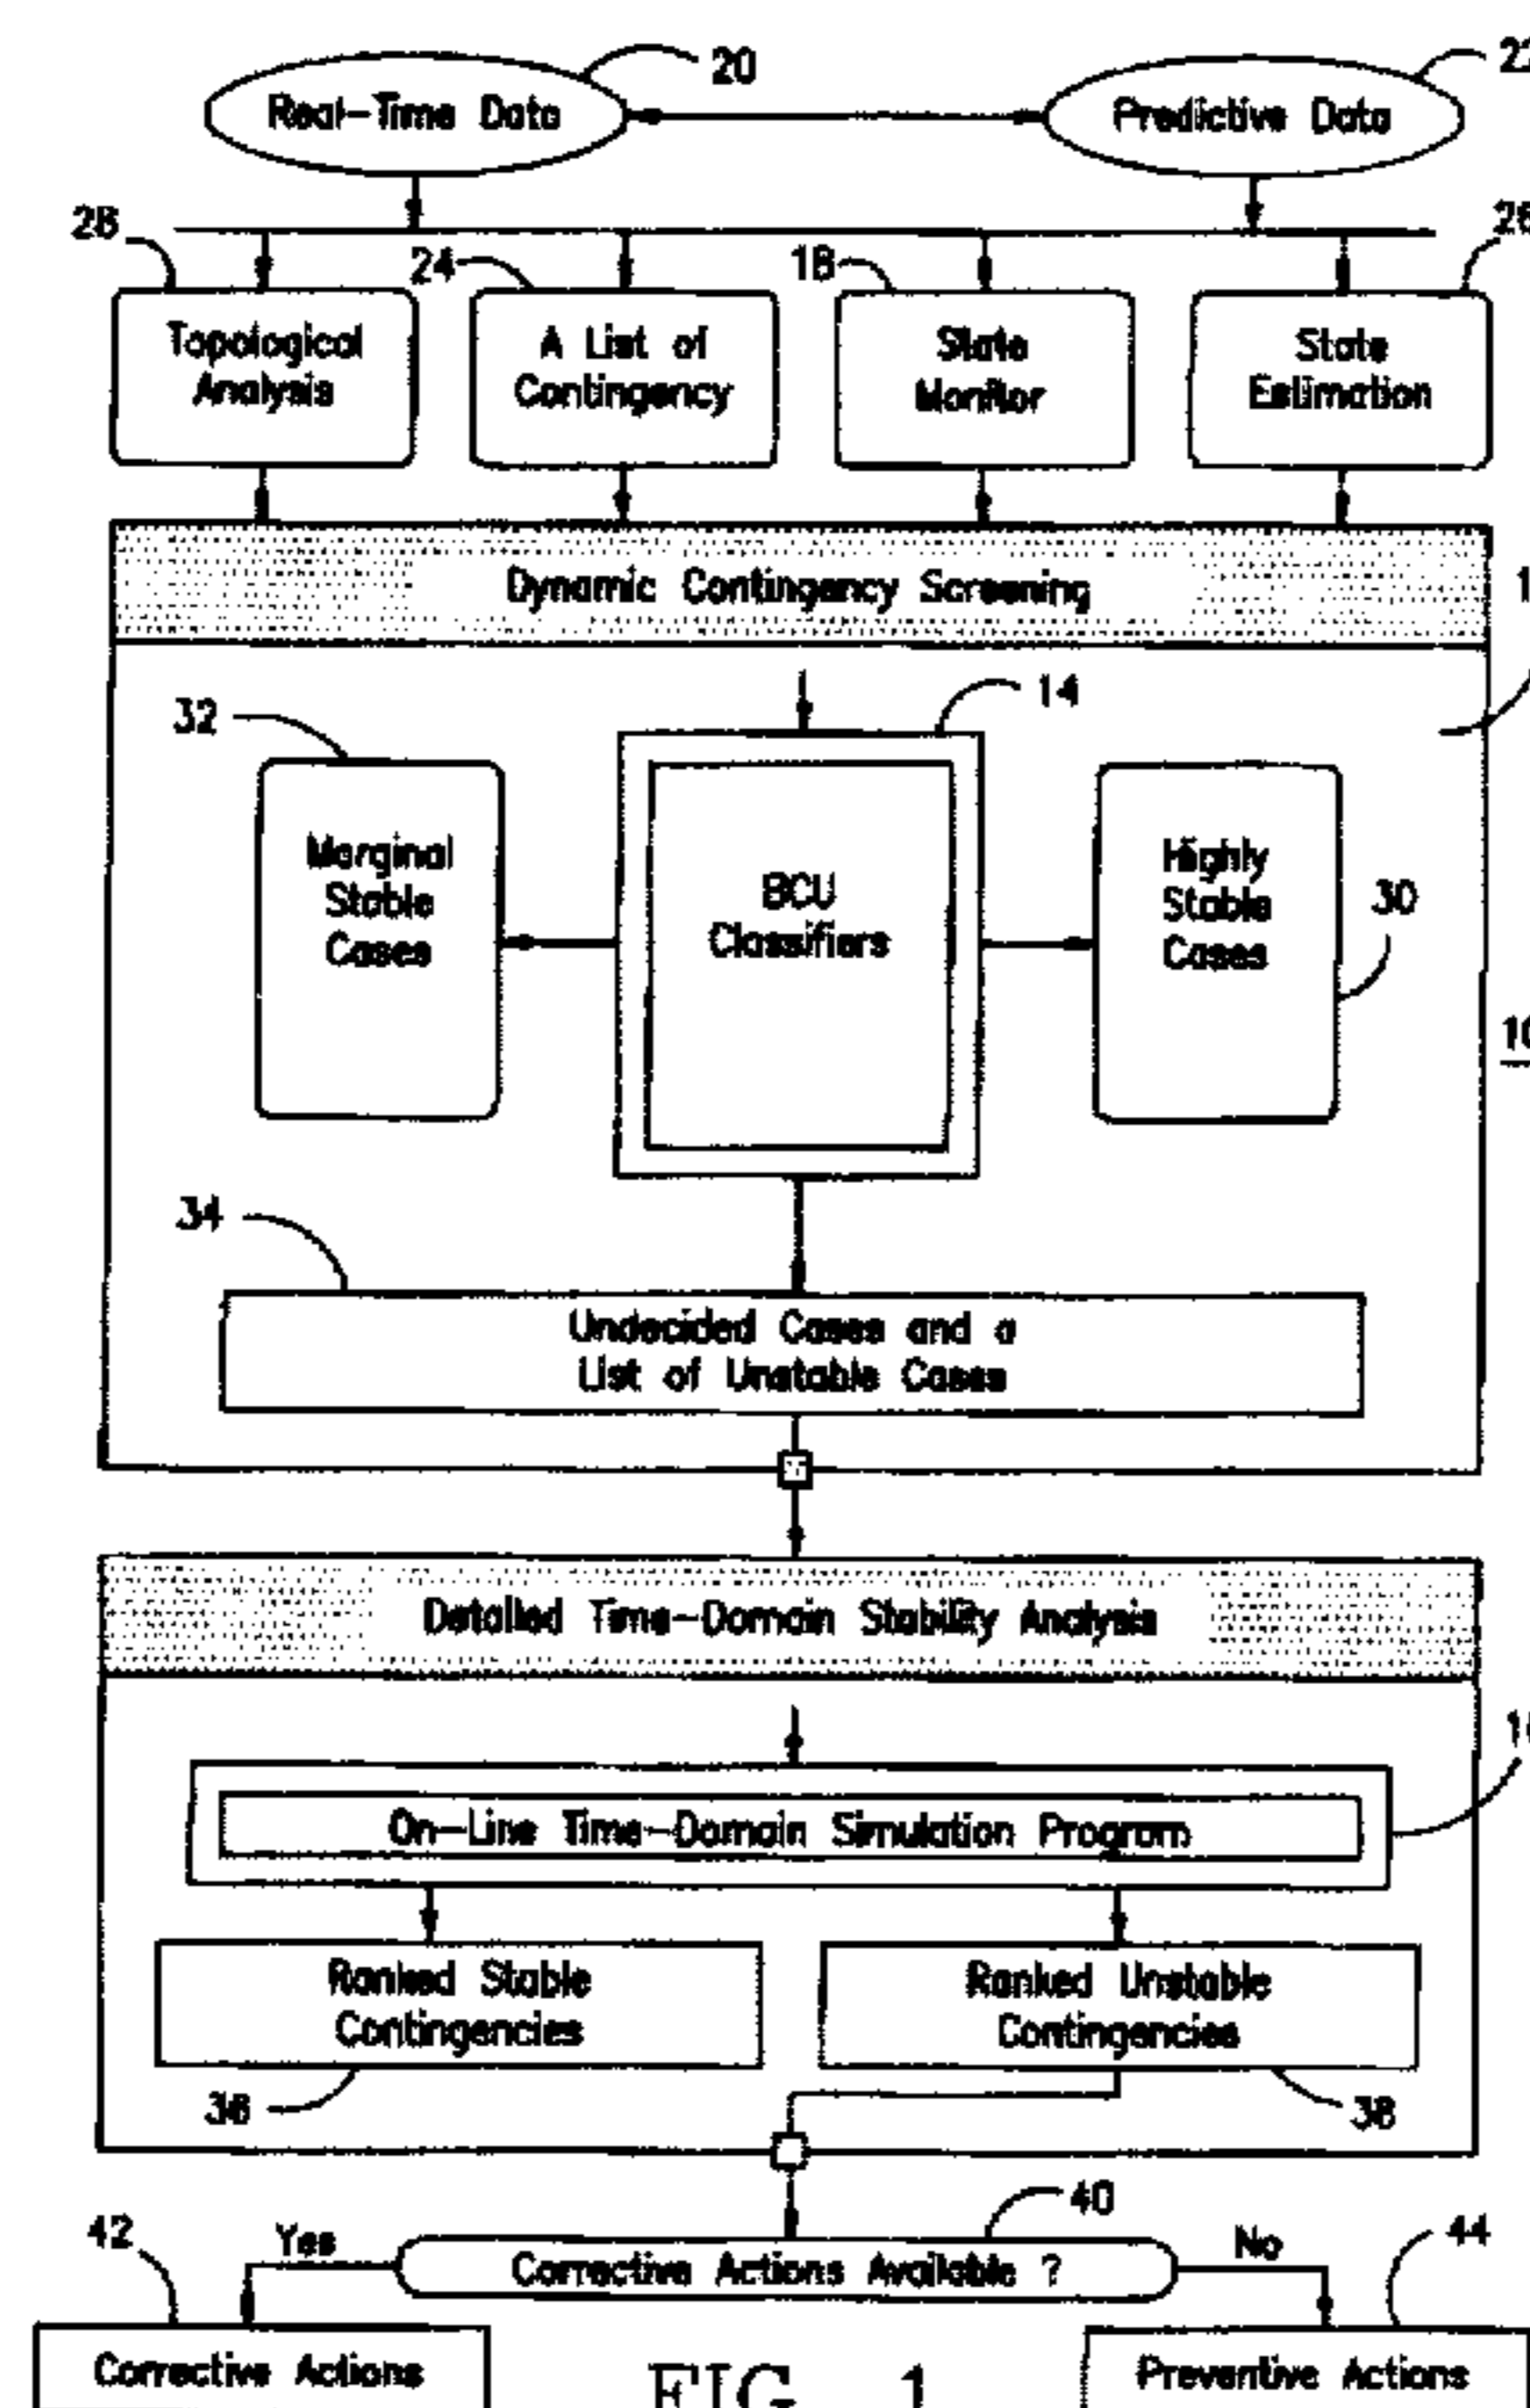 20
Real-Time Data
Predictive Data
28
24
18
26
Topological
Analysis
A List of
Contingency
State
Monitor
State
Estimation
Dynamic Contingency Screening
32
14
Marginal
Stable
Cases
BCU
Classifiers
Highly
Stable
Cases
30
10
34
Undecided Cases and a
List of Unstable Cases
Detailed Time-Domain Stability Analysis
On-Line Time-Domain Simulation Program
Ranked Stable
Contingencies
Ranked Unstable
Contingencies
36
38
40
42
Yes
Corrective Actions Available ?
No
44
Corrective Actions
Preventive Actions
FIG. 1